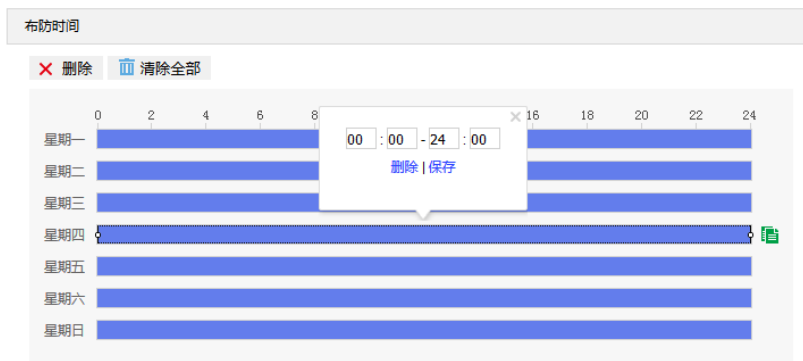 布防时间
删除 清除全部
0 2 4 6 8 16 18 20 22 24
00 : 00 - 24 : 00
删除 | 保存
星期一
星期二
星期三
星期四
星期五
星期六
星期日